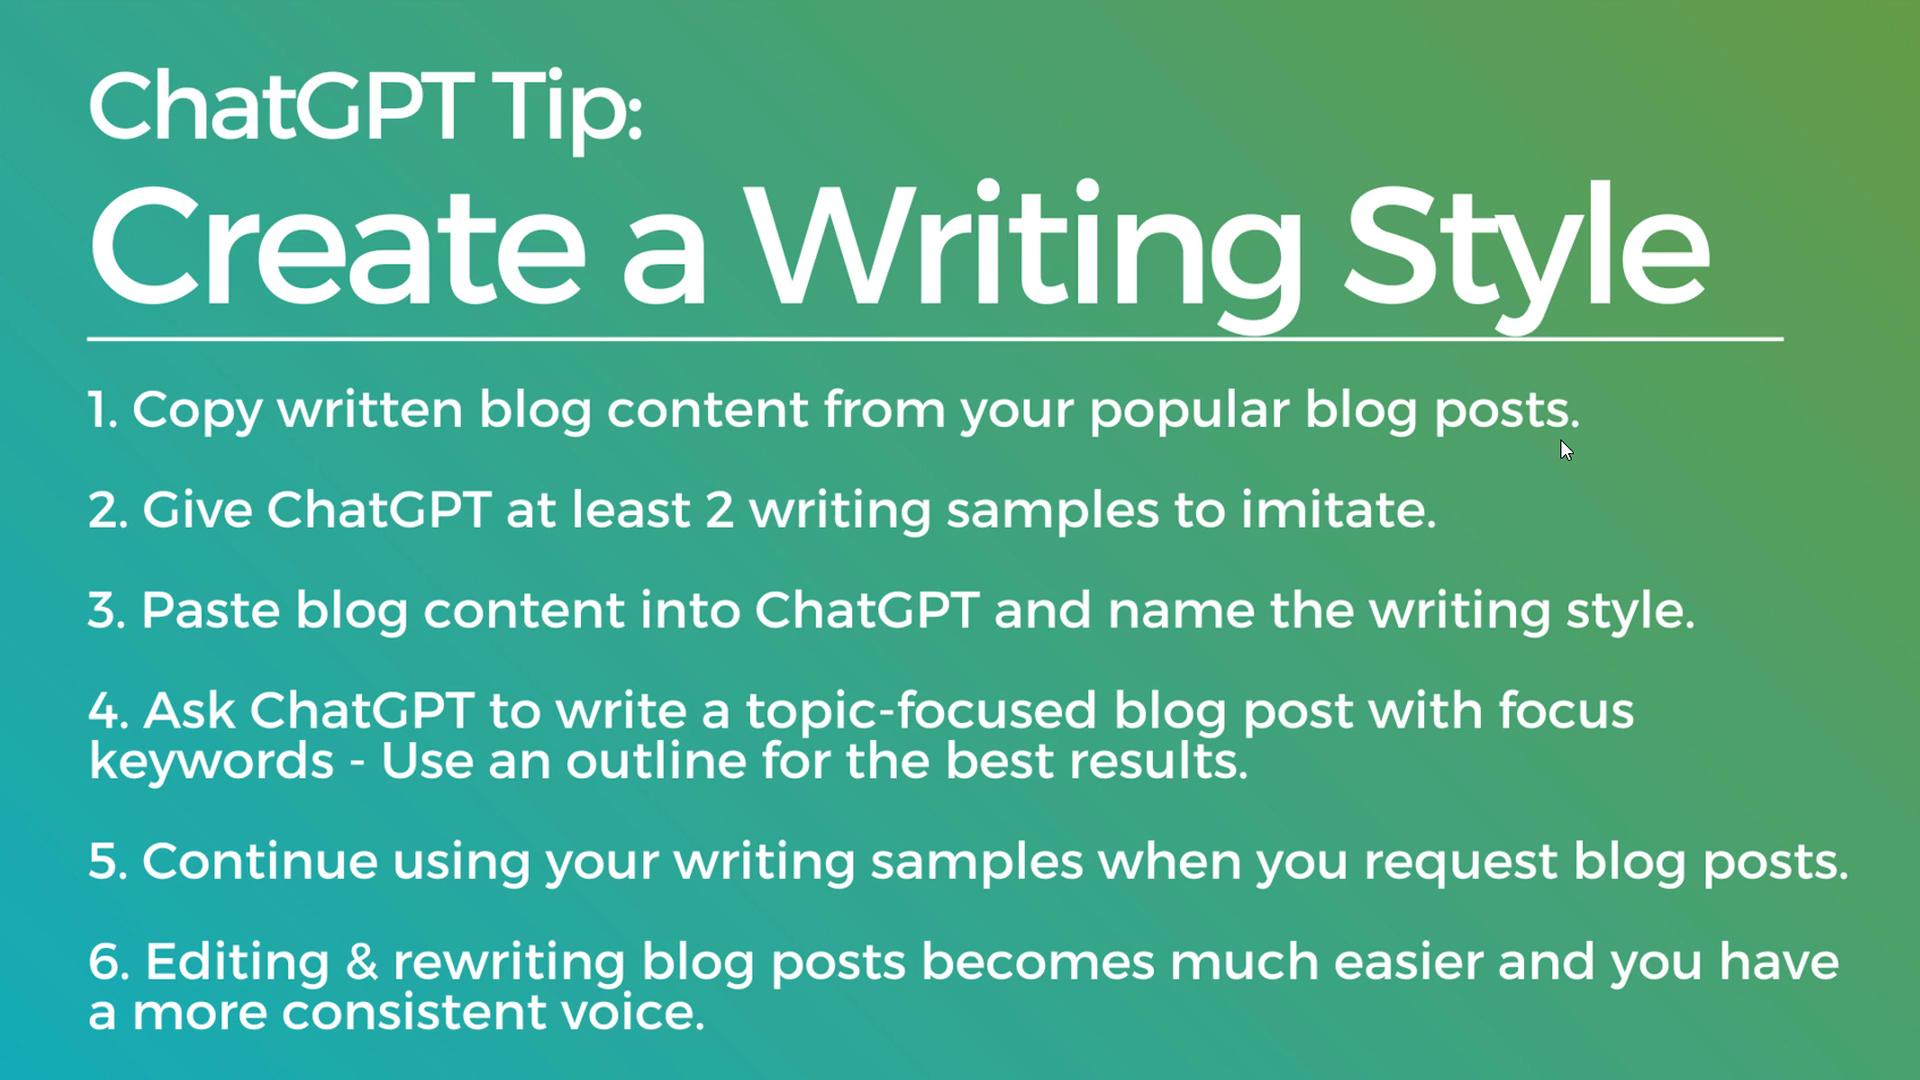 ChatGPT Tip:
Create a Writing Style
1. Copy written blog content from your popular blog posts.
2. Give ChatGPT at least 2 writing samples to imitate.
3. Paste blog content into ChatGPT and name the writing style.
4. Ask ChatGPT to write a topic-focused blog post with focus
keywords - Use an outline for the best results.
5. Continue using your writing samples when you request blog posts.
6. Editing & rewriting blog posts becomes much easier and you have
a more consistent voice.